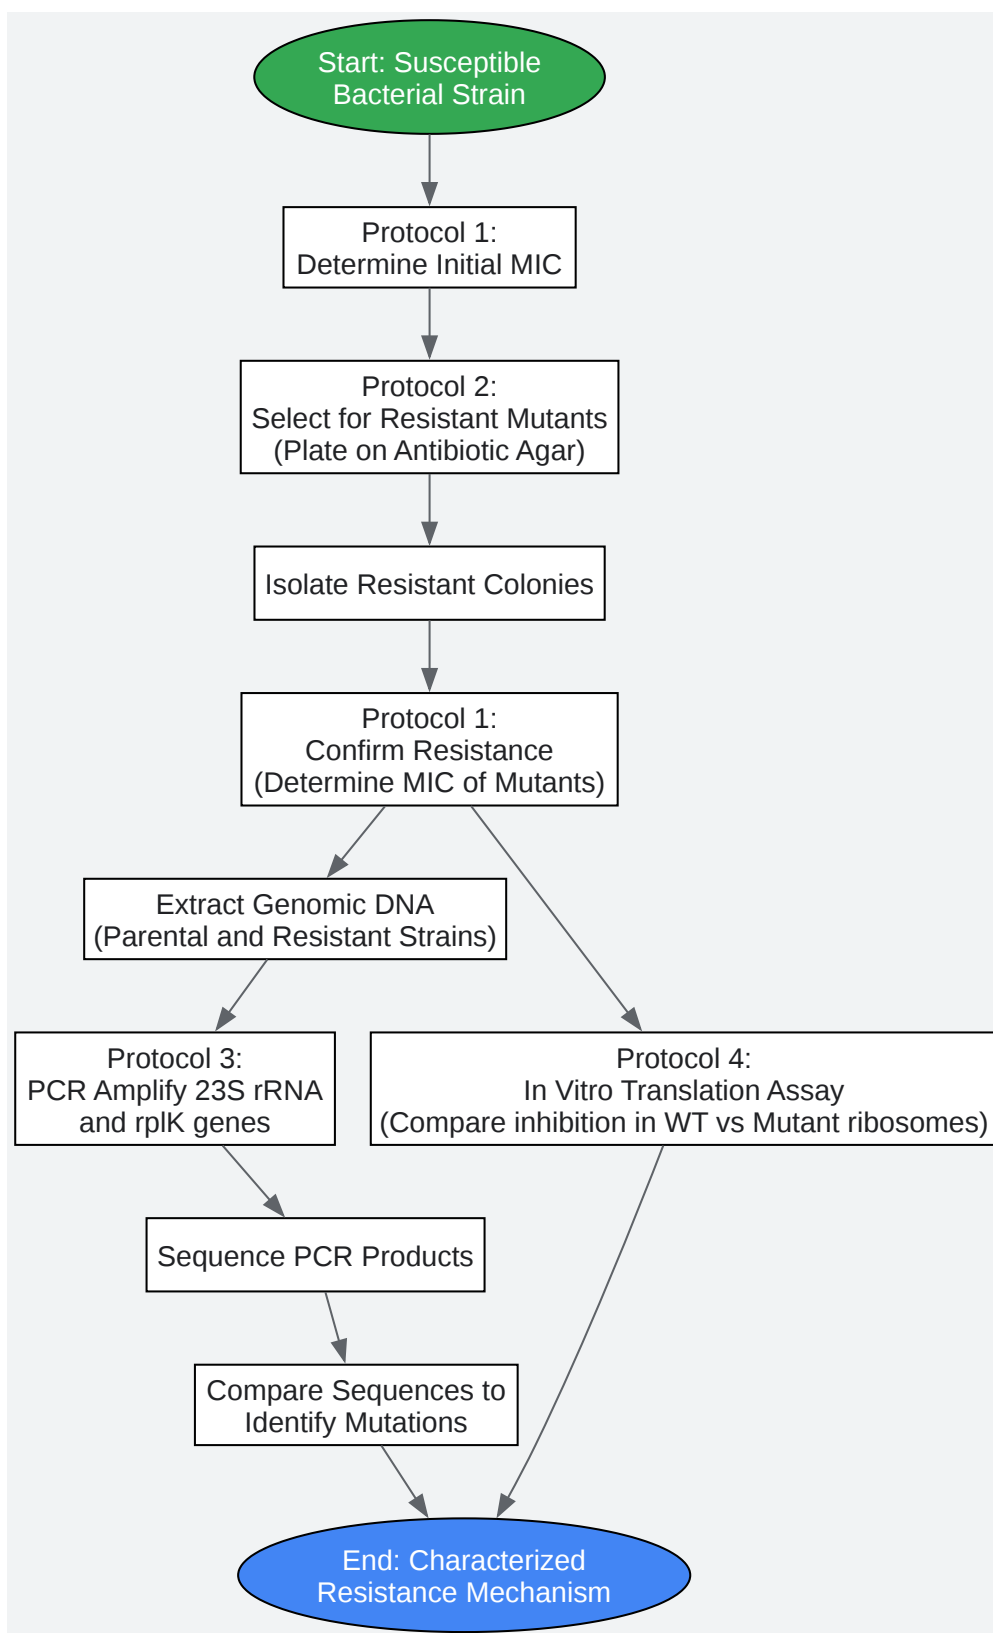 Start: Susceptible
Bacterial Strain
Protocol 1:
Determine Initial MIC
Protocol 2:
Select for Resistant Mutants
(Plate on Antibiotic Agar)
Isolate Resistant Colonies
Protocol 1:
Confirm Resistance
(Determine MIC of Mutants)
Extract Genomic DNA
(Parental and Resistant Strains)
Protocol 3:
PCR Amplify 23S rRNA
and rplK genes
Protocol 4:
In Vitro Translation Assay
(Compare inhibition in WT vs Mutant ribosomes)
Sequence PCR Products
Compare Sequences to
Identify Mutations
End: Characterized
Resistance Mechanism